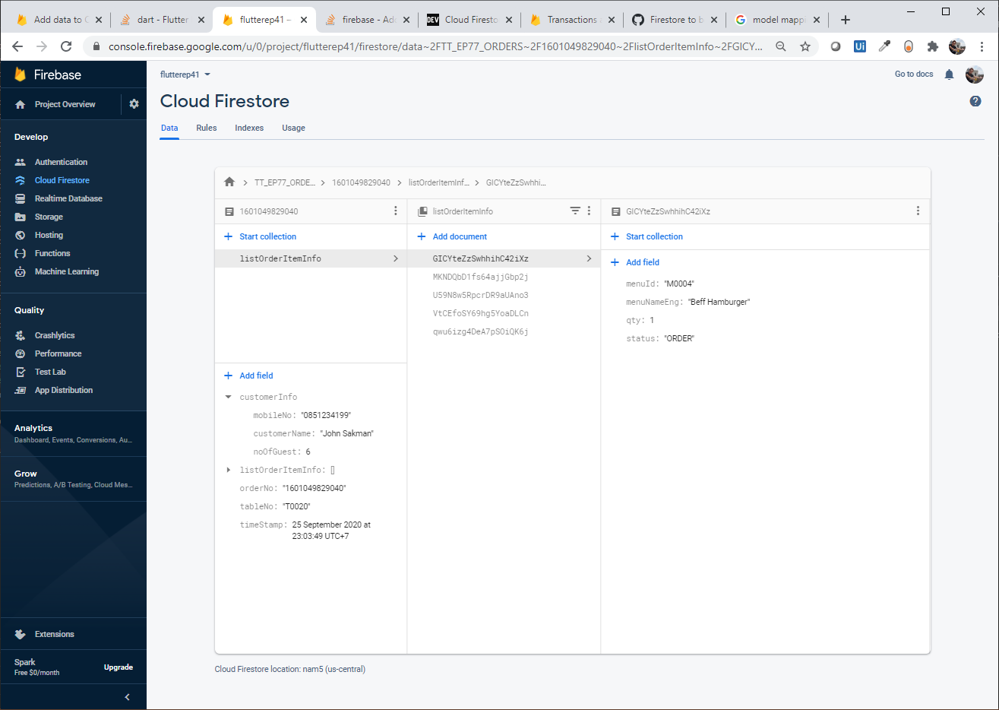 Add data to C
dart - Flutter
flutterep41 –
firebase - Add
DEV
Cloud Firesto
Transactions
Firestore to b
model mapp
console.firebase.google.com/u/0/project/flutterep41/firestore/data~2FTT_EP77_ORDERS~2F1601049829040~2FlistOrderItemInfo~2FGICY...
Ui
Firebase
flutterep41
Go to docs
Project Overview
Cloud Firestore
?
Data
Rules
Indexes
Usage
Develop
Authentication
Cloud Firestore
Realtime Database
Storage
Hosting
Functions
Machine Learning
Quality
Crashlytics
Performance
Test Lab
App Distribution
Analytics
Dashboard, Events, Conversions, Au...
Grow
Predictions, A/B Testing, Cloud Mes...
Extensions
Spark
Free $0/month
Upgrade
TT_EP77_ORDE... > 1601049829040 > listOrderItemInf... > GICYteZzSwhhi...
1601049829040
Start collection
listOrderItemInfo
Add field
customerInfo
mobileNo: "0851234199"
customerName: "John Sakman"
noOfGuest: 6
listOrderItemInfo: []
orderNo: "1601049829040"
tableNo: "T0020"
timeStamp: 25 September 2020 at
23:03:49 UTC+7
listOrderItemInfo
Add document
GICYteZzSwhhihC42iXz
MKNDQbD1fs64ajjGbp2j
U59N8w5RpcrDR9aUAno3
VtCEfoSY69hg5YoaDLCn
qwu6izg4DeA7pSOiQK6j
GICYteZzSwhhihC42iXz
Start collection
Add field
menuId: "M0004"
menuNameEng: "Beff Hamburger"
qty: 1
status: "ORDER"
Cloud Firestore location: nam5 (us-central)